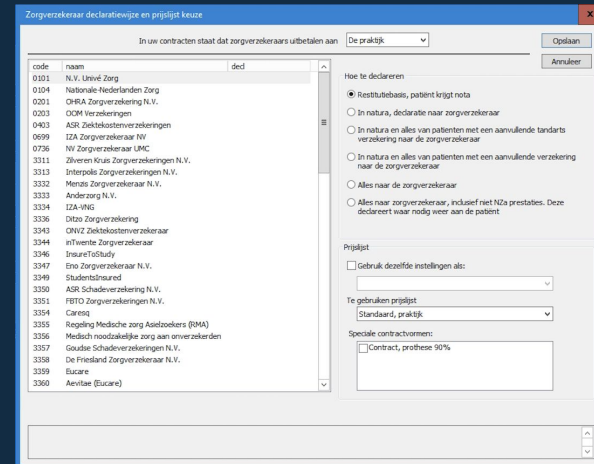 Zorgverzekeraar declaratiewijze en prijslijst keuze
x
In uw contracten staat dat zorgverzekeraars uitbetalen aan De praktijk
Opslaan
Annuleer
code naam decl
0101 N.V. Univé Zorg
0104 Nationale-Nederlanden Zorg
0201 OHRA Zorgverzekering N.V.
0203 OOM Verzekeringen
0403 ASR Ziektekostenverzekeringen
0699 IZA Zorgverzekeraar NV
0736 NV Zorgverzekeraar UMC
3311 Zilveren Kruis Zorgverzekeringen N.V.
3313 Interpolis Zorgverzekeringen N.V.
3332 Menzis Zorgverzekeraar N.V.
3333 Anderzorg N.V.
3334 IZA-VNG
3336 Ditzo Zorgverzekering
3343 ONVZ Ziektekostenverzekeraar
3344 inTwente Zorgverzekeraar
3346 InsureToStudy
3347 Eno Zorgverzekeraar N.V.
3349 StudentsInsured
3350 ASR Schadeverzekering N.V.
3351 FBTO Zorgverzekeringen N.V.
3354 Caresq
3355 Regeling Medische zorg Asielzoekers (RMA)
3356 Medisch noodzakelijke zorg aan onverzekerden
3357 Goudse Schadeverzekeringen N.V.
3358 De Friesland Zorgverzekeraar N.V.
3359 Eucare
3360 Aevitae (Eucare)
Hoe te declareren
Restitutiebasis, patiënt krijgt nota
In natura, declaratie naar zorgverzekeraar
In natura en alles van patienten met een aanvullende tandarts
verzekering naar de zorgverzekeraar
In natura en alles van patienten met een aanvullende verzekering
naar de zorgverzekeraar
Alles naar de zorgverzekeraar
Alles naar zorgverzekeraar, inclusief niet NZa prestaties. Deze
declareert waar nodig weer aan de patiënt
Prijslijst
Gebruik dezelfde instellingen als:
Te gebruiken prijslijst
Standaard, praktijk
Speciale contractvormen:
Contract, prothese 90%